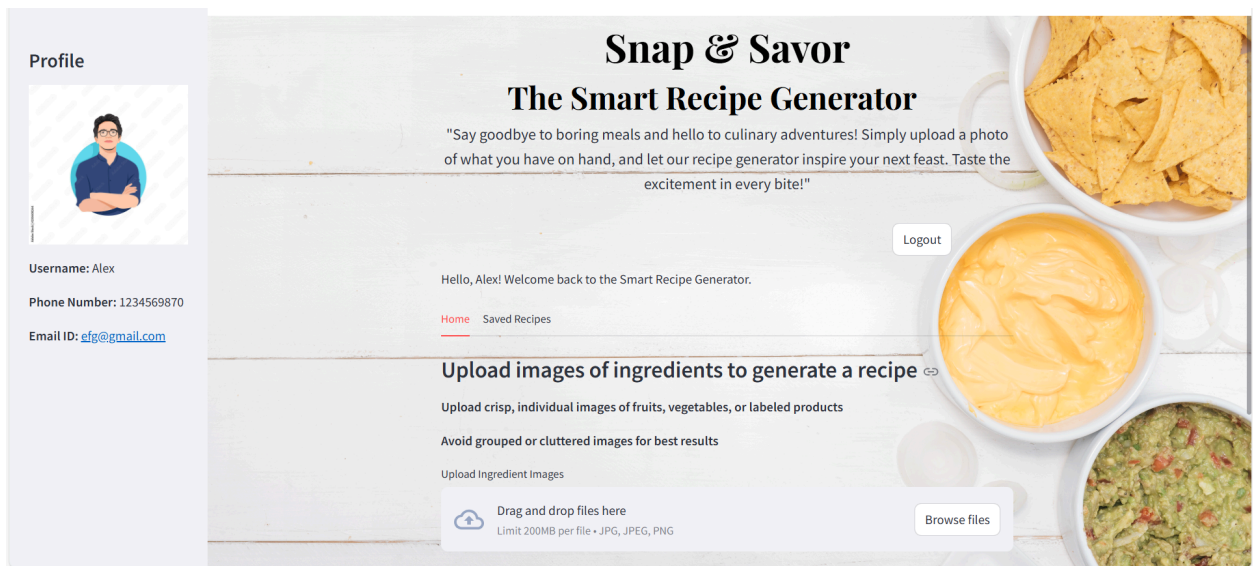 Profile
Username: Alex
Phone Number: 1234569870
Email ID: efg@gmail.com
Snap & Savor
The Smart Recipe Generator
"Say goodbye to boring meals and hello to culinary adventures! Simply upload a photo
of what you have on hand, and let our recipe generator inspire your next feast. Taste the
excitement in every bite!"
Logout
Hello, Alex! Welcome back to the Smart Recipe Generator.
Home Saved Recipes
Upload images of ingredients to generate a recipe
Upload crisp, individual images of fruits, vegetables, or labeled products
Avoid grouped or cluttered images for best results
Upload Ingredient Images
Drag and drop files here
Limit 200MB per file • JPG, JPEG, PNG
Browse files